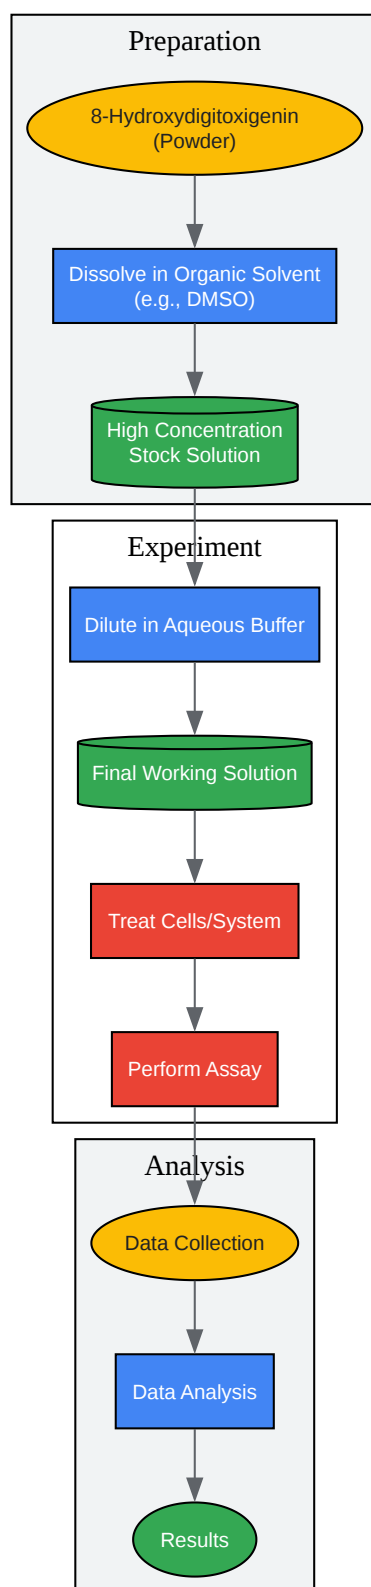 Preparation
8-Hydroxydigitoxigenin
(Powder)
Dissolve in Organic Solvent
(e.g., DMSO)
High Concentration
Stock Solution
Experiment
Dilute in Aqueous Buffer
Final Working Solution
Treat Cells/System
Perform Assay
Analysis
Data Collection
Data Analysis
Results